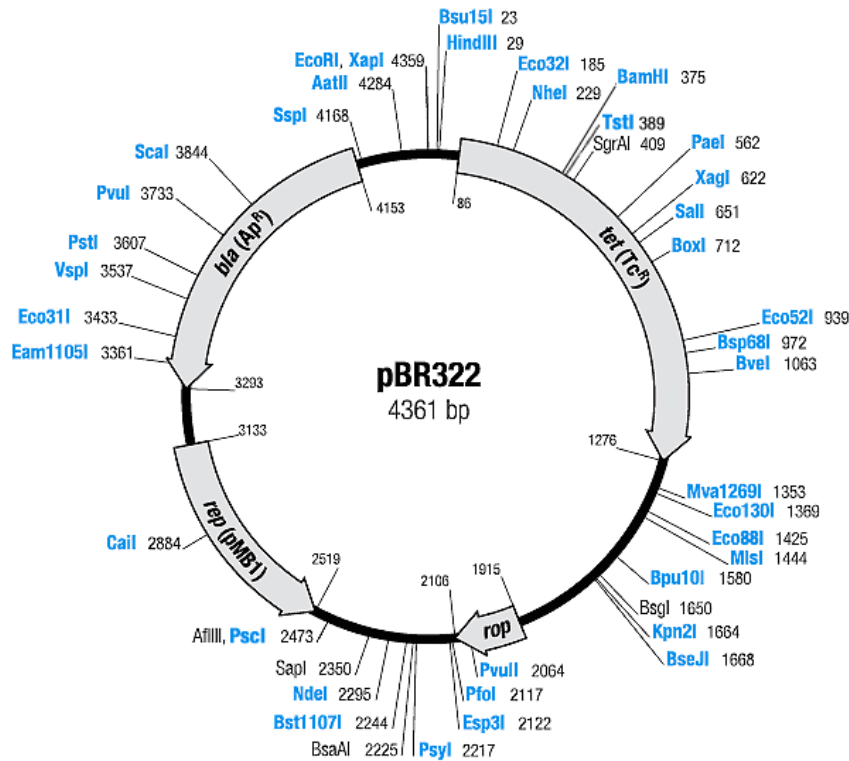 Bsu15I 23
HindIII 29
EcoRI, XapI 4359
AatII 4284
SspI 4168
Eco32I 185
NheI 229
BamHI 375
TstI 389
SgrAI 409
PaeI 562
XagI 622
SalI 651
BoxI 712
ScaI 3844
PvuI 3733
PstI 3607
VspI 3537
Eco31I 3433
Eam1105I 3361
4153
86
bla (ApR)
tet (TcR)
Eco52I 939
Bsp68I 972
BveI 1063
pBR322
4361 bp
3293
3133
1276
Mva1269I 1353
Eco130I 1369
Eco88I 1425
MlsI 1444
Bpu10I 1580
BsgI 1650
Kpn2I 1664
BseJI 1668
CaiI 2884
rep (pMB1)
2519
2106
1915
rop
AflIII, PscI 2473
SapI 2350
NdeI 2295
Bst1107I 2244
BsaAI 2225
PvuII 2064
PfoI 2117
Esp3I 2122
PsyI 2217